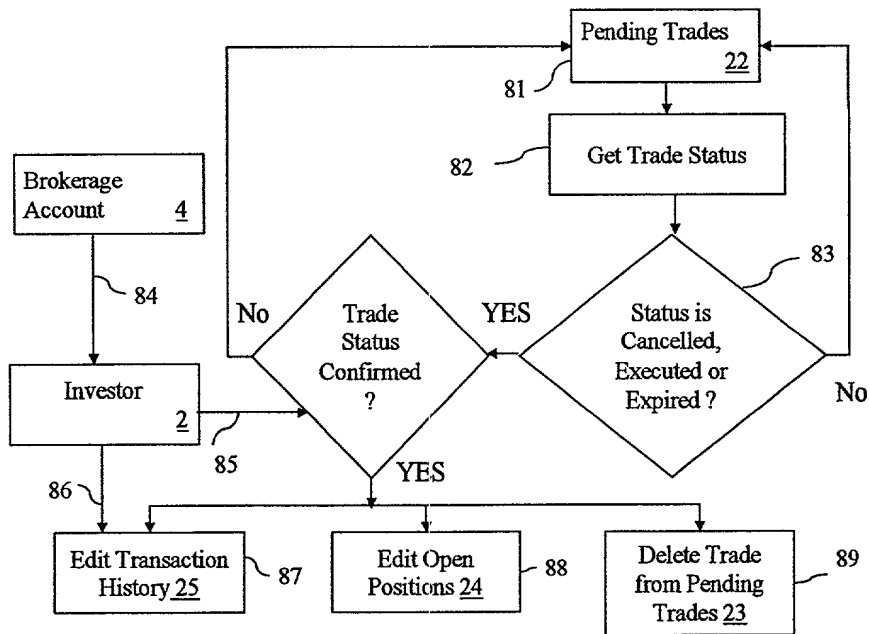 Pending Trades
22
81
82
Get Trade Status
Brokerage
Account
4
83
84
No
Trade
Status
Confirmed
?
YES
Status is
Cancelled,
Executed or
Expired ?
No
Investor
2
85
86
YES
Edit Transaction
History 25
87
Edit Open
Positions 24
88
Delete Trade
from Pending
Trades 23
89